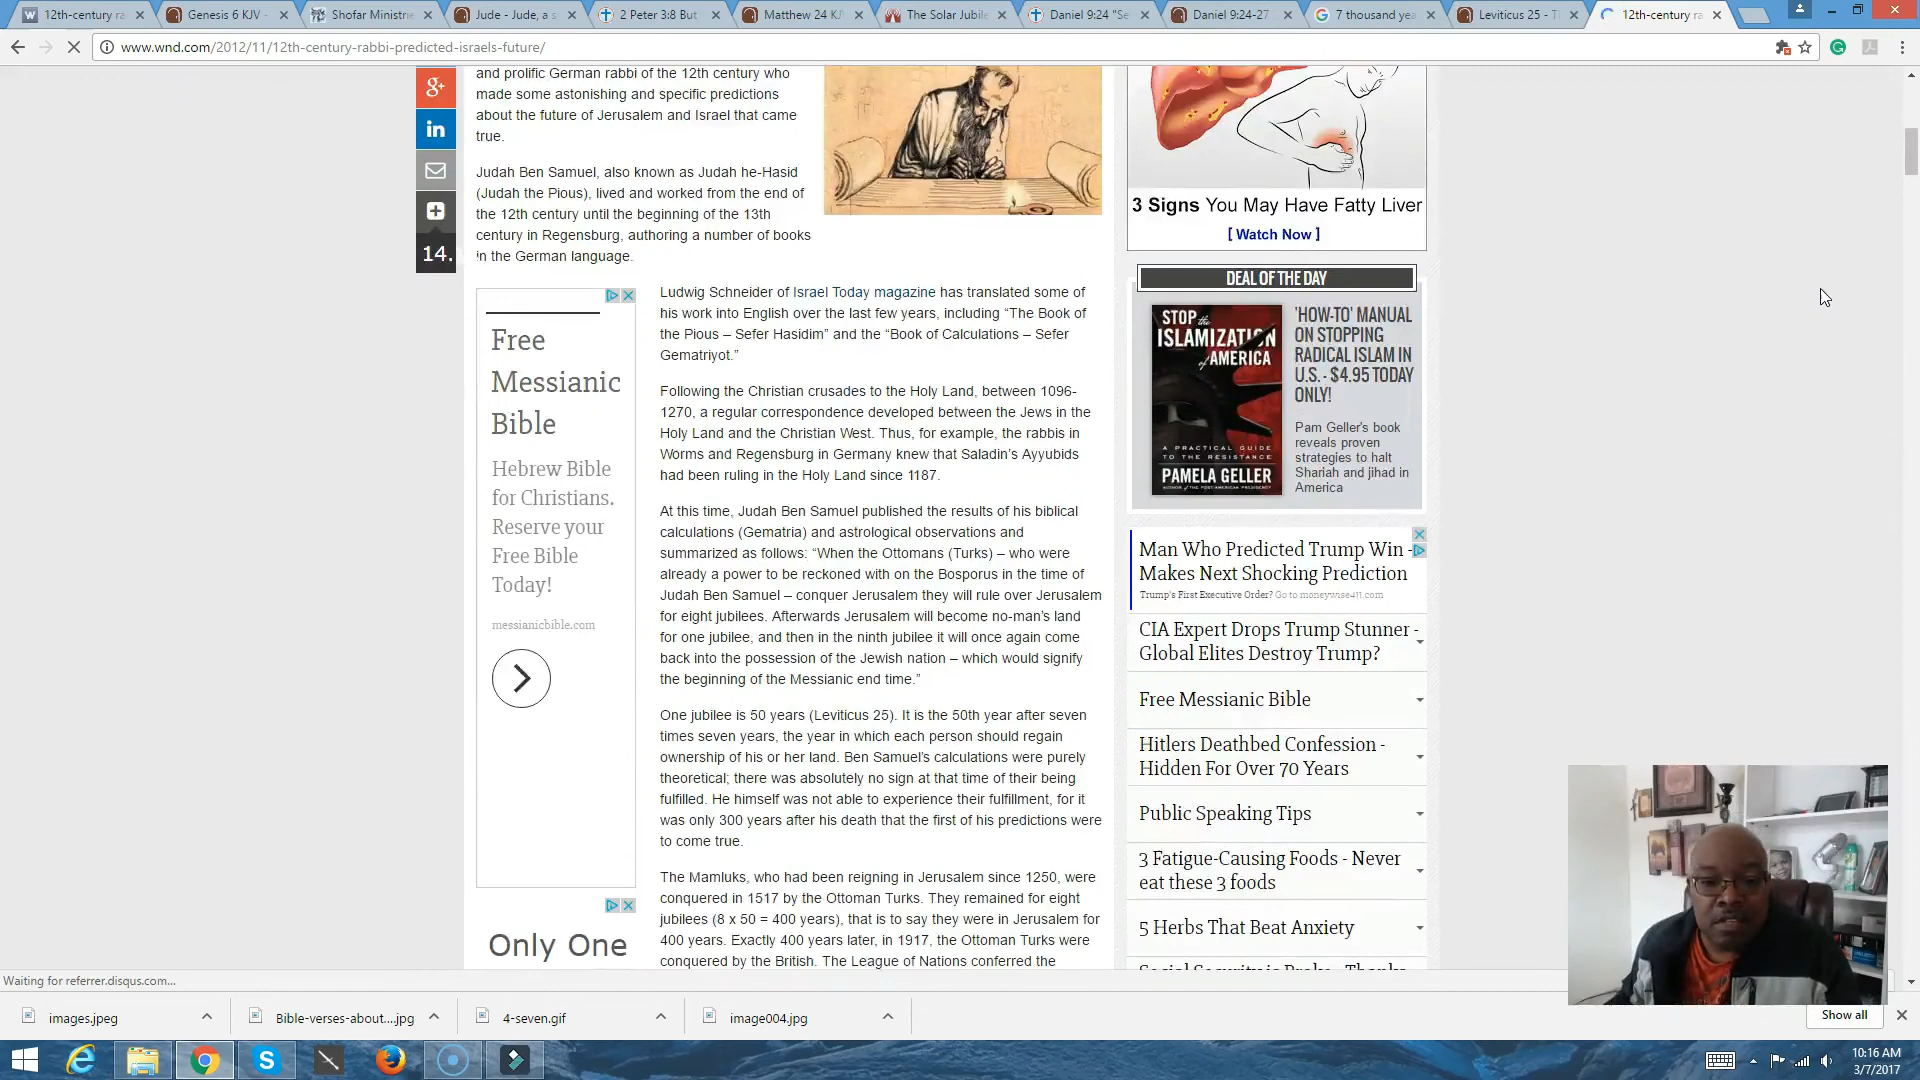 12th-century ra
Genesis 6 KJV -
Shofar Ministrie
Jude - Jude, a s
2 Peter 3:8 But
Matthew 24 KJ
The Solar Jubile
Daniel 9:24 "Se
Daniel 9:24-27
7 thousand yea
Leviticus 25 - T
12th-century ra
www.wnd.com/2012/11/12th-century-rabbi-predicted-israels-future/
and prolific German rabbi of the 12th century who
made some astonishing and specific predictions
about the future of Jerusalem and Israel that came
true.
Judah Ben Samuel, also known as Judah he-Hasid
(Judah the Pious), lived and worked from the end of
the 12th century until the beginning of the 13th
century in Regensburg, authoring a number of books
in the German language.
g+
in
14.
Ludwig Schneider of Israel Today magazine has translated some of
his work into English over the last few years, including “The Book of
the Pious – Sefer Hasidim” and the “Book of Calculations – Sefer
Gematriyot.”
Following the Christian crusades to the Holy Land, between 1096-
1270, a regular correspondence developed between the Jews in the
Holy Land and the Christian West. Thus, for example, the rabbis in
Worms and Regensburg in Germany knew that Saladin’s Ayyubids
had been ruling in the Holy Land since 1187.
At this time, Judah Ben Samuel published the results of his biblical
calculations (Gematria) and astrological observations and
summarized as follows: “When the Ottomans (Turks) – who were
already a power to be reckoned with on the Bosporus in the time of
Judah Ben Samuel – conquer Jerusalem they will rule over Jerusalem
for eight jubilees. Afterwards Jerusalem will become no-man’s land
for one jubilee, and then in the ninth jubilee it will once again come
back into the possession of the Jewish nation – which would signify
the beginning of the Messianic end time.”
One jubilee is 50 years (Leviticus 25). It is the 50th year after seven
times seven years, the year in which each person should regain
ownership of his or her land. Ben Samuel’s calculations were purely
theoretical; there was absolutely no sign at that time of their being
fulfilled. He himself was not able to experience their fulfillment, for it
was only 300 years after his death that the first of his predictions were
to come true.
The Mamluks, who had been reigning in Jerusalem since 1250, were
conquered in 1517 by the Ottoman Turks. They remained for eight
jubilees (8 x 50 = 400 years), that is to say they were in Jerusalem for
400 years. Exactly 400 years later, in 1917, the Ottoman Turks were
conquered by the British. The League of Nations conferred the
Free
Messianic
Bible
Hebrew Bible
for Christians.
Reserve your
Free Bible
Today!
messianicbible.com
Only One
3 Signs You May Have Fatty Liver
[ Watch Now ]
DEAL OF THE DAY
STOP the
ISLAMIZATION
of AMERICA
A PRACTICAL GUIDE
TO THE RESISTANCE
PAMELA GELLER
'HOW-TO' MANUAL
ON STOPPING
RADICAL ISLAM IN
U.S. - $4.95 TODAY
ONLY!
Pam Geller's book
reveals proven
strategies to halt
Shariah and jihad in
America
Man Who Predicted Trump Win -
Makes Next Shocking Prediction
Trump's First Executive Order? Go to moneywise411.com
CIA Expert Drops Trump Stunner -
Global Elites Destroy Trump?
Free Messianic Bible
Hitlers Deathbed Confession -
Hidden For Over 70 Years
Public Speaking Tips
3 Fatigue-Causing Foods - Never
eat these 3 foods
5 Herbs That Beat Anxiety
Social Security is Broke - Thanks
Waiting for referrer.disqus.com...
images.jpeg
Bible-verses-about....jpg
4-seven.gif
image004.jpg
Show all
10:16 AM
3/7/2017